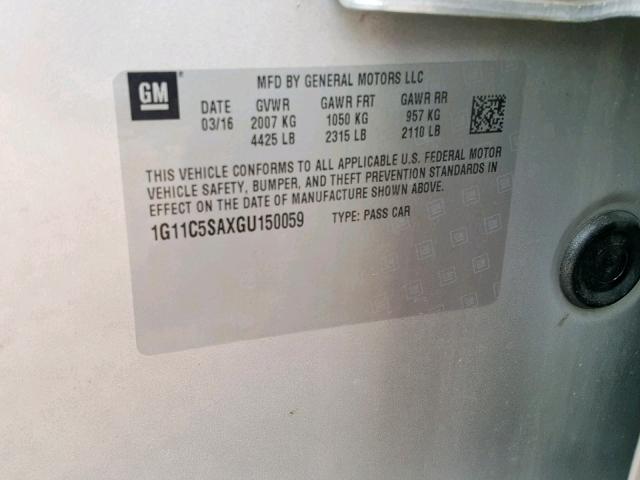 GM
MFD BY GENERAL MOTORS LLC
DATE GVWR GAWR FRT GAWR RR
03/16 2007 KG 1050 KG 957 KG
4425 LB 2315 LB 2110 LB
THIS VEHICLE CONFORMS TO ALL APPLICABLE U.S. FEDERAL MOTOR
VEHICLE SAFETY, BUMPER, AND THEFT PREVENTION STANDARDS IN
EFFECT ON THE DATE OF MANUFACTURE SHOWN ABOVE.
1G11C5SAXGU150059 TYPE: PASS CAR